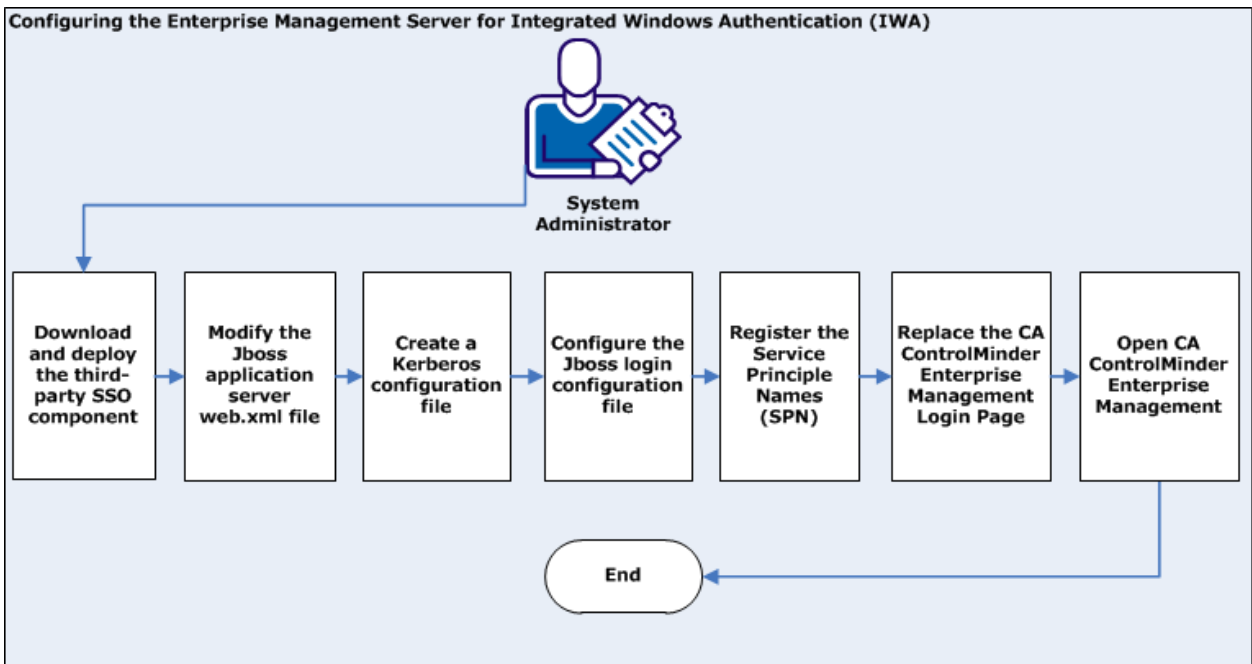 Configuring the Enterprise Management Server for Integrated Windows Authentication (IWA)
System
Administrator
Download
and deploy
the third-
party SSO
component
Modify the
Jboss
application
server
web.xml file
Create a
Kerberos
configuration
file
Configure the
Jboss login
configuration
file
Register the
Service
Principle
Names
(SPN)
Replace the CA
ControlMinder
Enterprise
Management
Login Page
Open CA
ControlMinder
Enterprise
Management
End